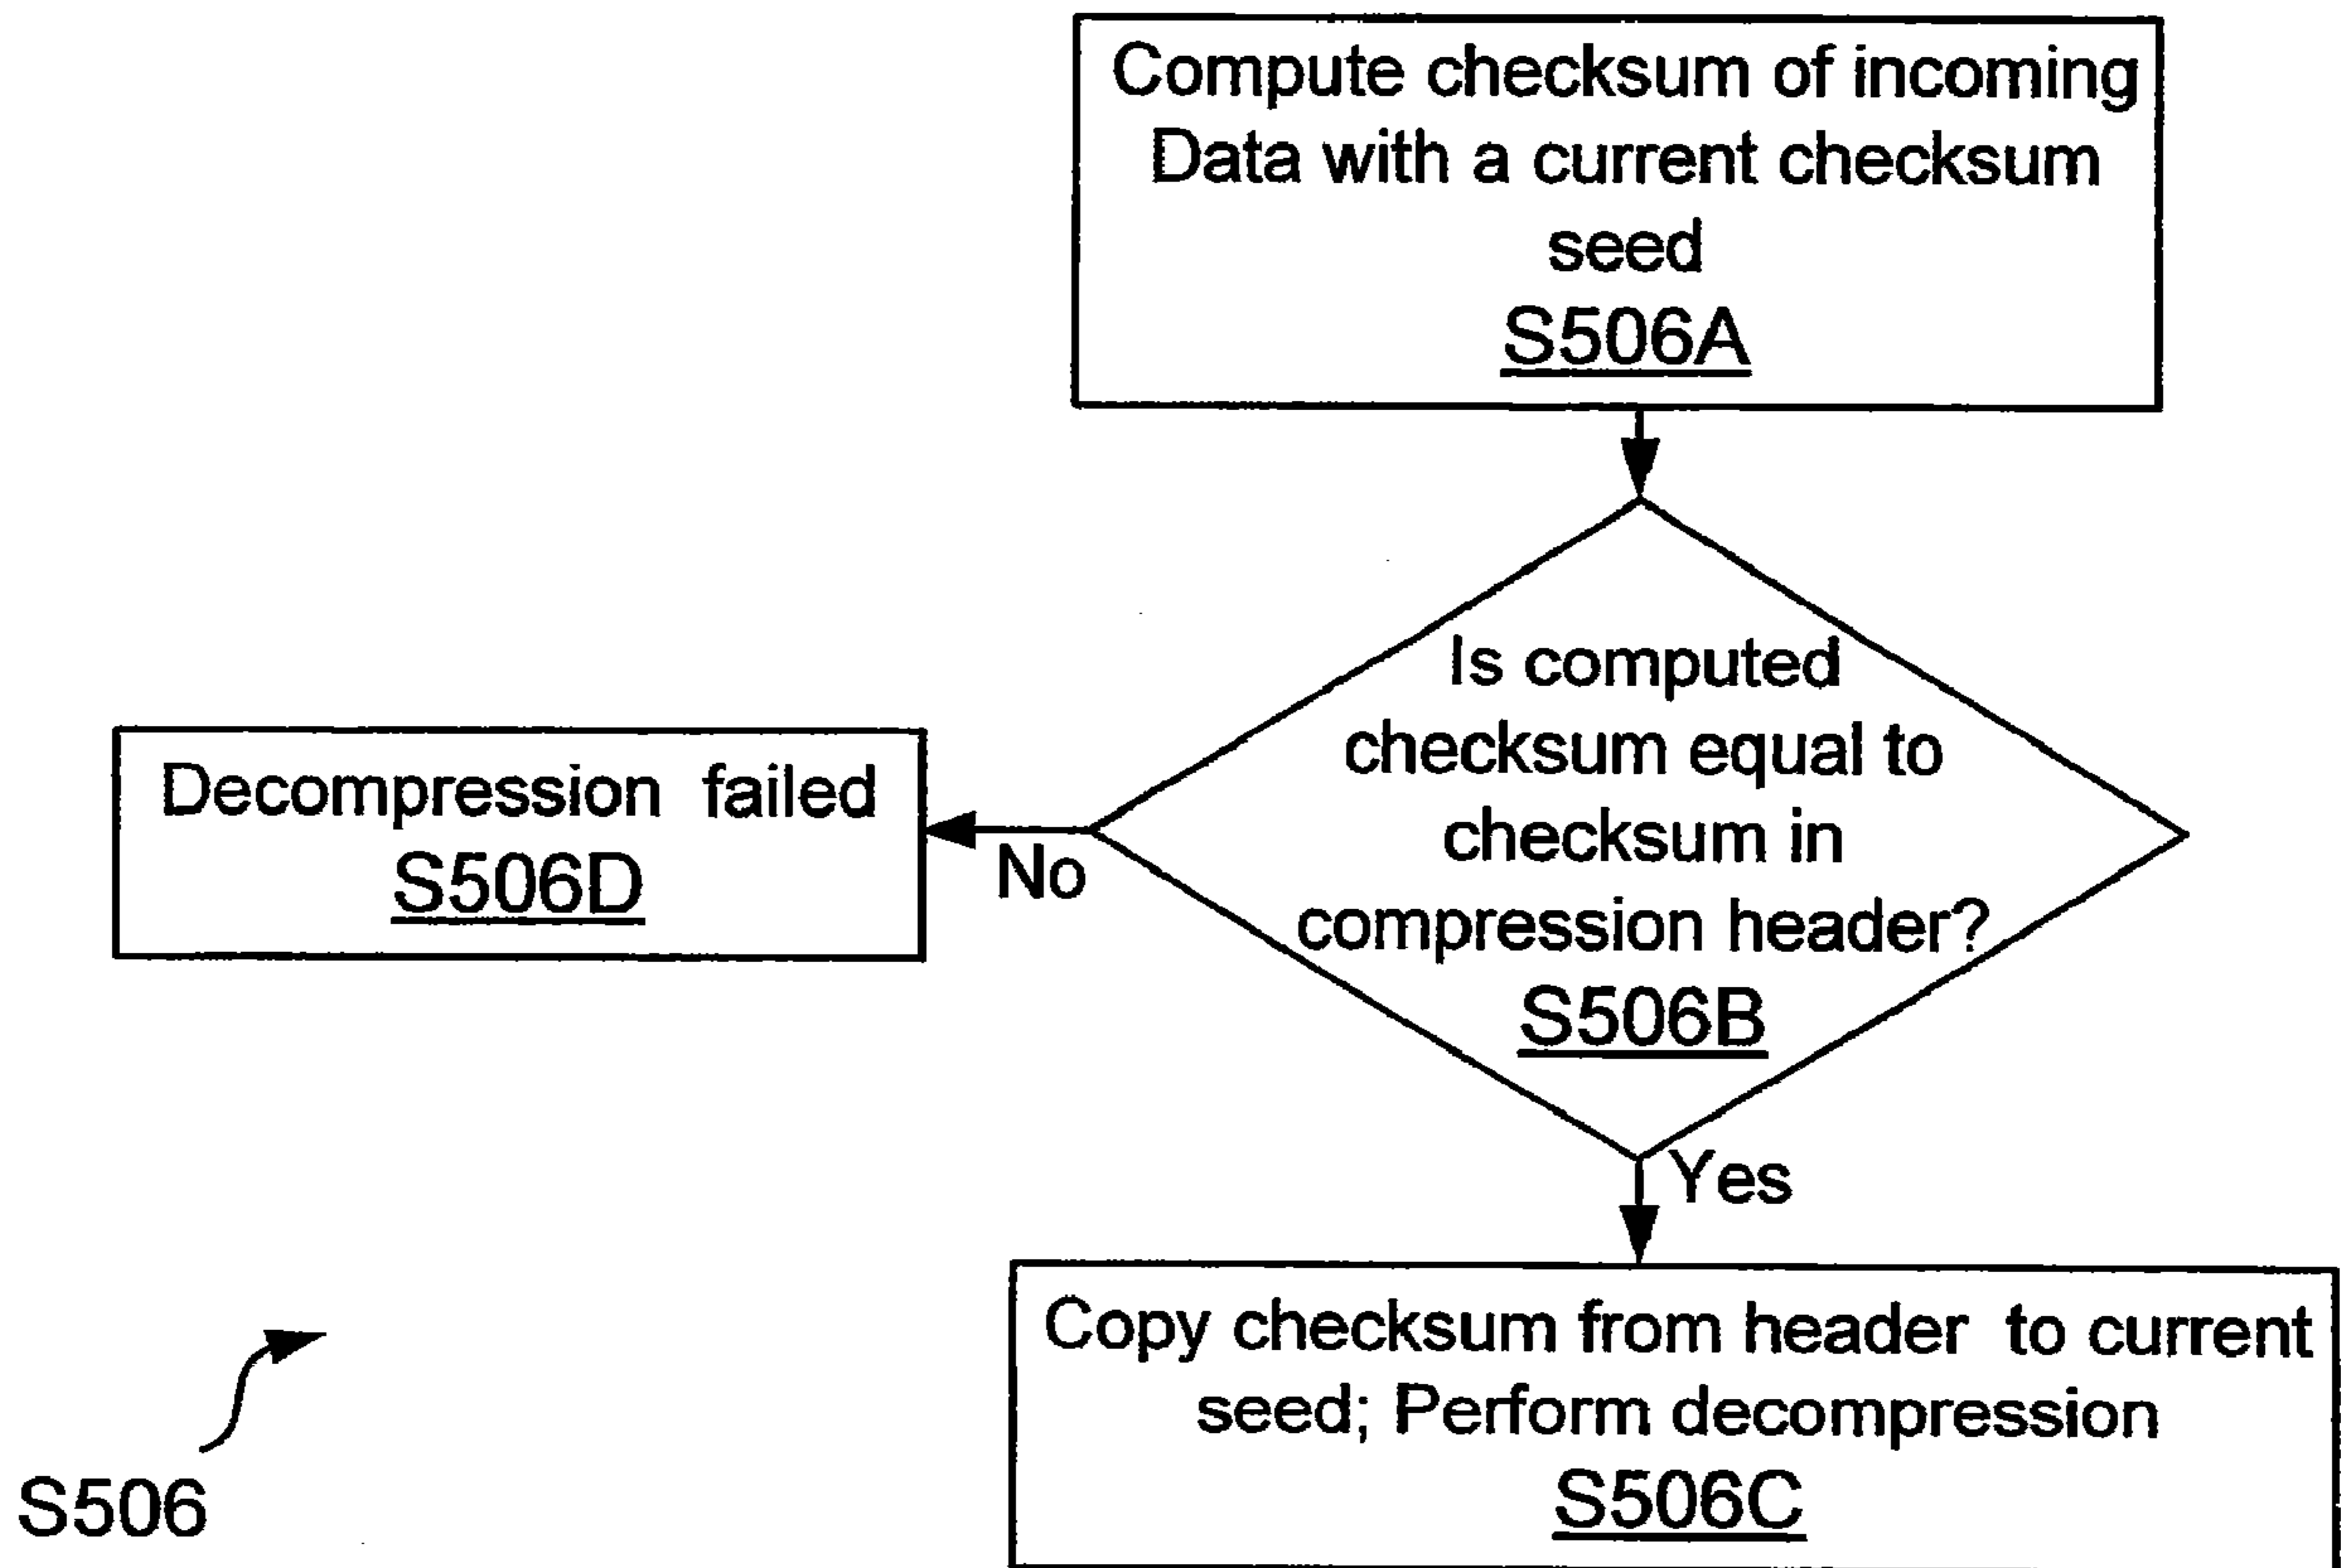 Compute checksum of incoming
Data with a current checksum
seed
S506A
Is computed
checksum equal to
checksum in
compression header?
S506B
Decompression failed
S506D
No
Yes
Copy checksum from header to current
seed; Perform decompression
S506C
S506